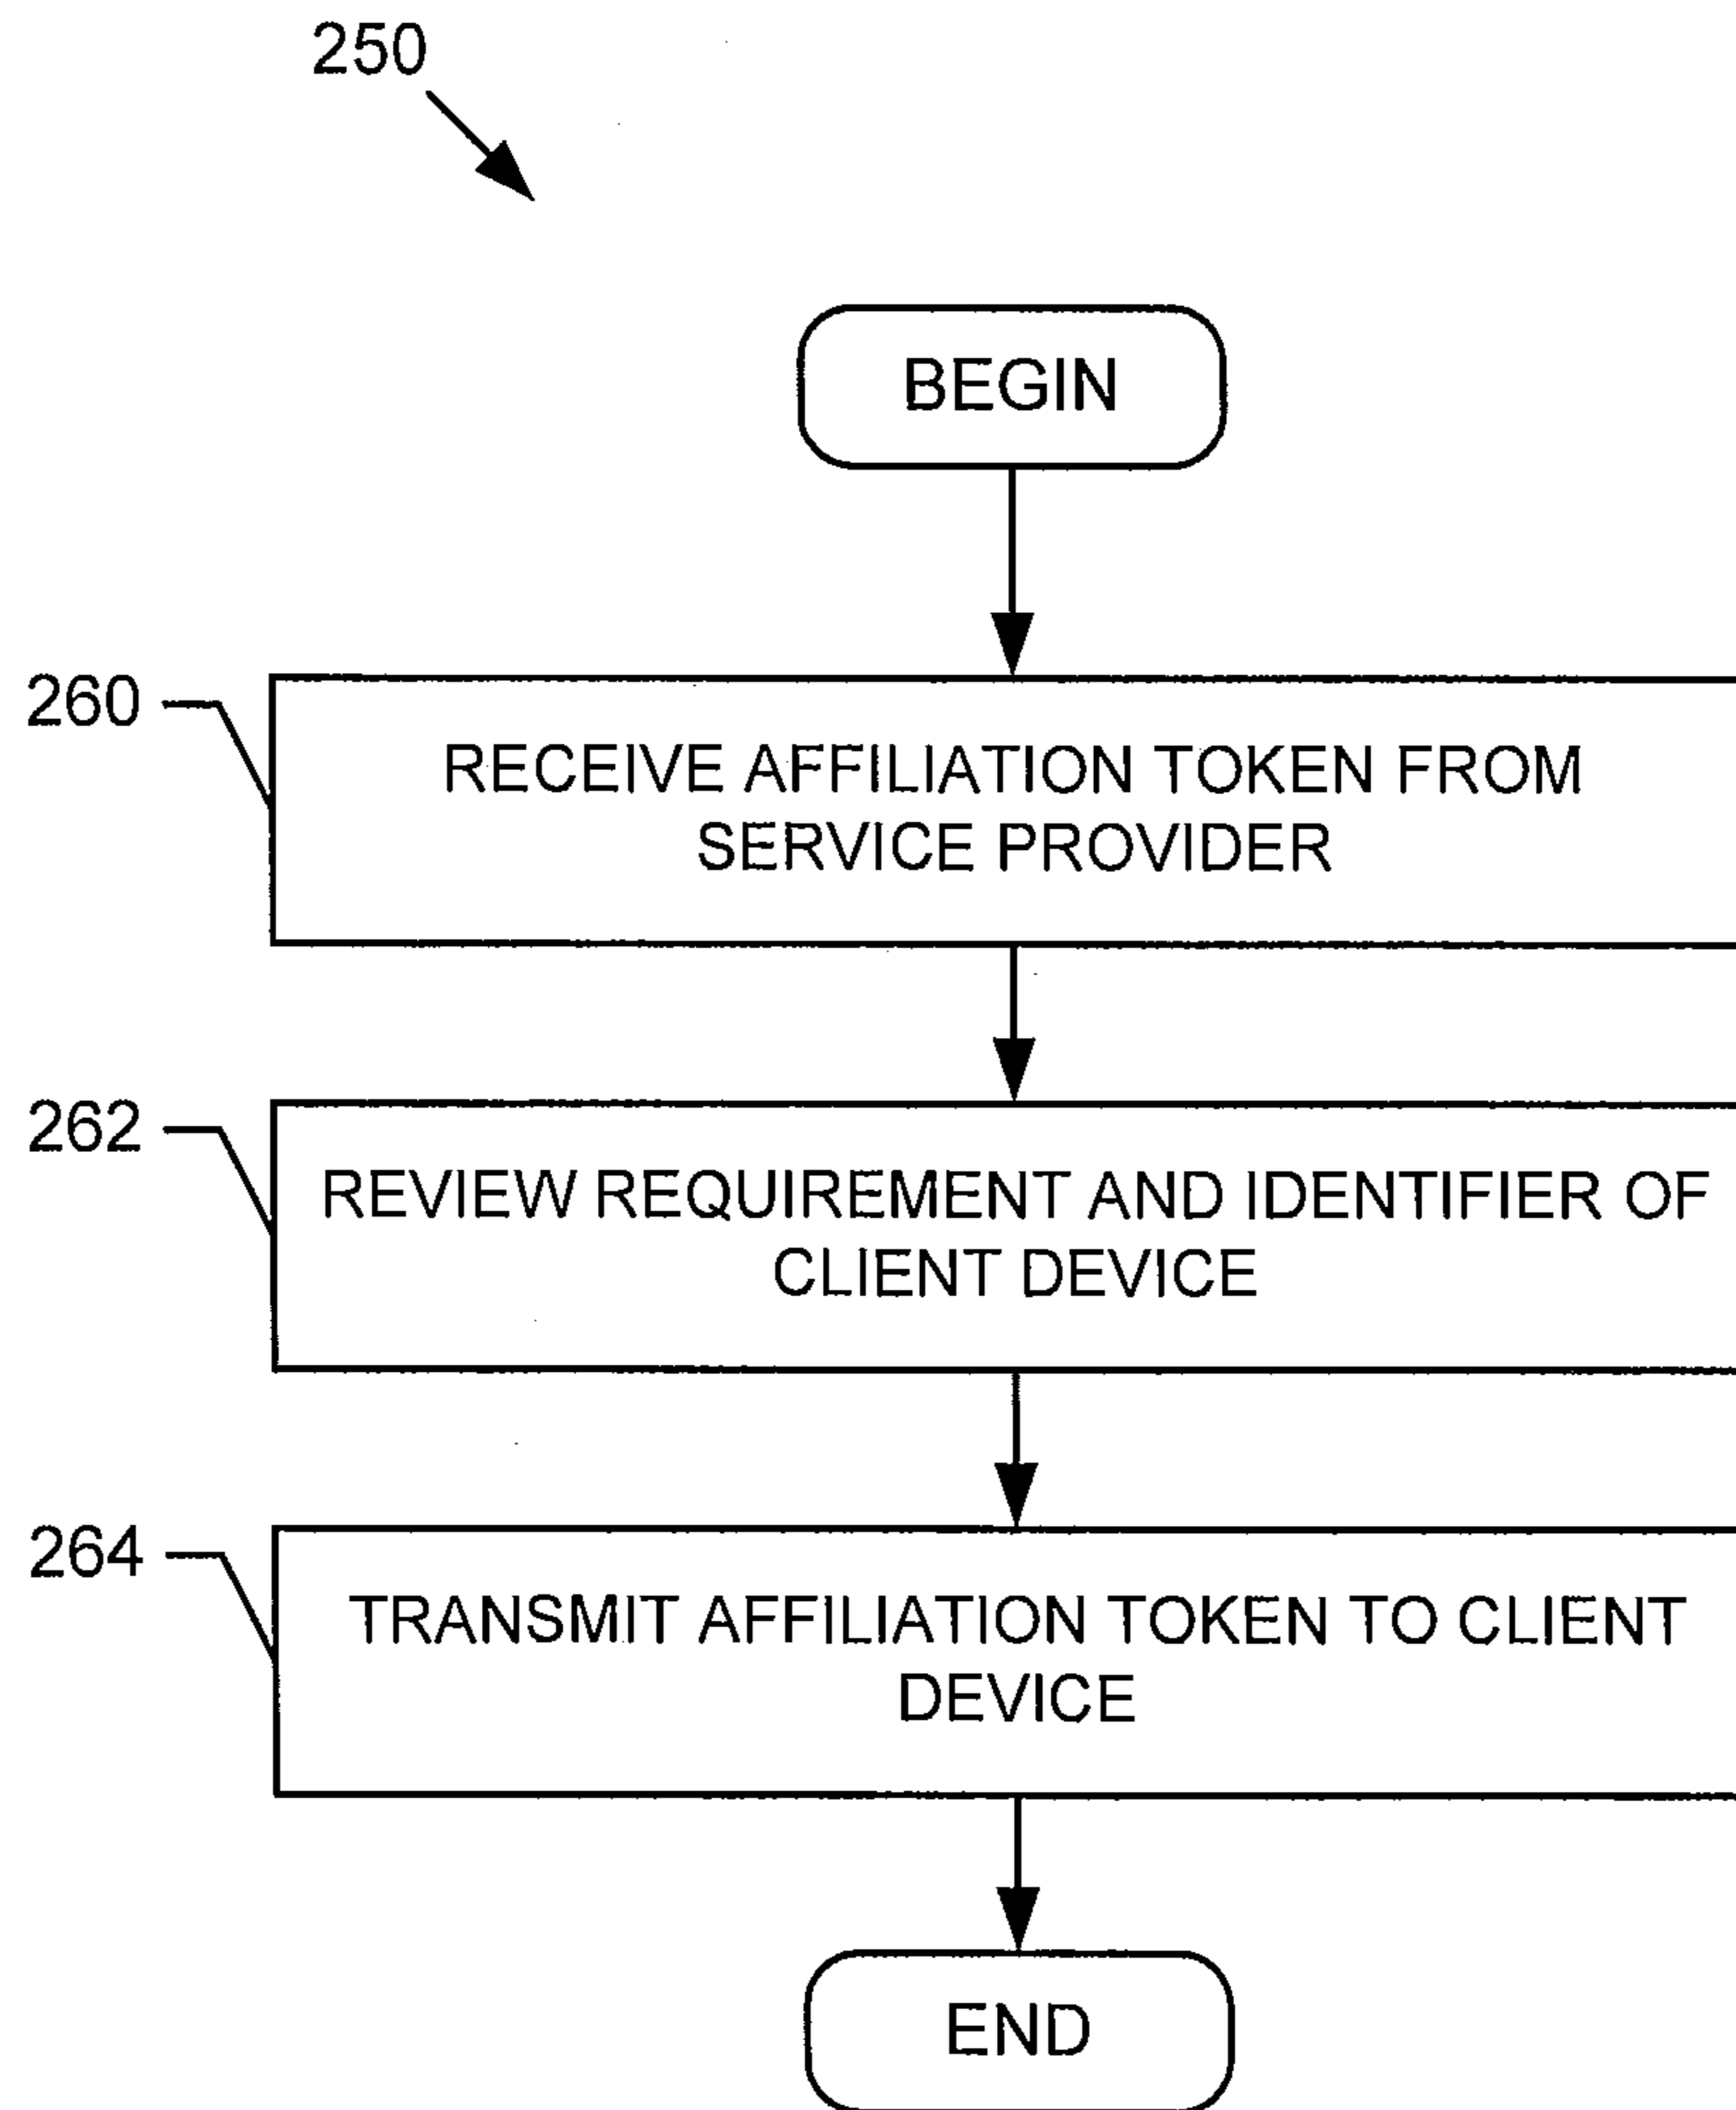 250
BEGIN
260
RECEIVE AFFILIATION TOKEN FROM
SERVICE PROVIDER
262
REVIEW REQUIREMENT AND IDENTIFIER OF
CLIENT DEVICE
264
TRANSMIT AFFILIATION TOKEN TO CLIENT
DEVICE
END